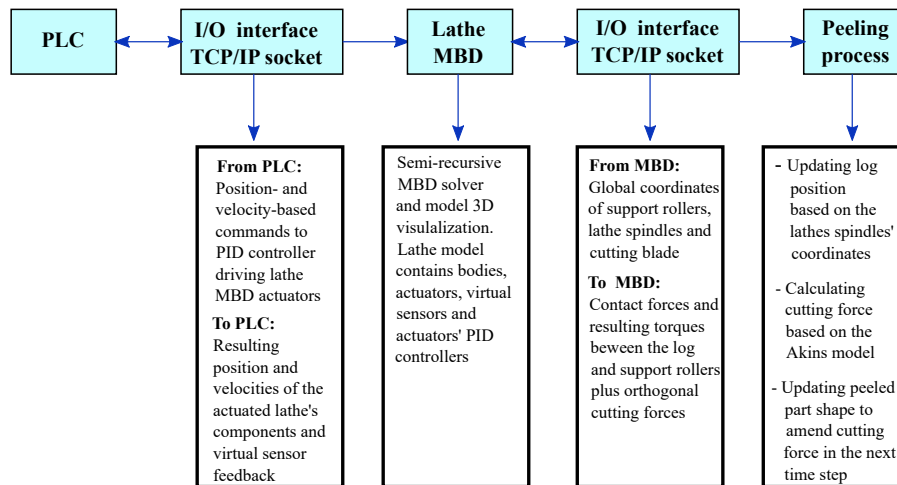 PLC
I/O interface
TCP/IP socket
Lathe
MBD
I/O interface
TCP/IP socket
Peeling
process
From PLC:
Position- and
velocity-based
commands to
PID controller
driving lathe
MBD actuators
To PLC:
Resulting
position and
velocities of the
actuated lathe's
components and
virtual sensor
feedback
Semi-recursive
MBD solver
and model 3D
visulalization.
Lathe model
contains bodies,
actuators, virtual
sensors and
actuators' PID
controllers
From MBD:
Global coordinates
of support rollers,
lathe spindles and
cutting blade
To MBD:
Contact forces and
resulting torques
beween the log
and support rollers
plus orthogonal
cutting forces
- Updating log
position
based on the
lathes spindles'
coordinates
- Calculating
cutting force
based on the
Akins model
- Updating peeled
part shape to
amend cutting
force in the next
time step